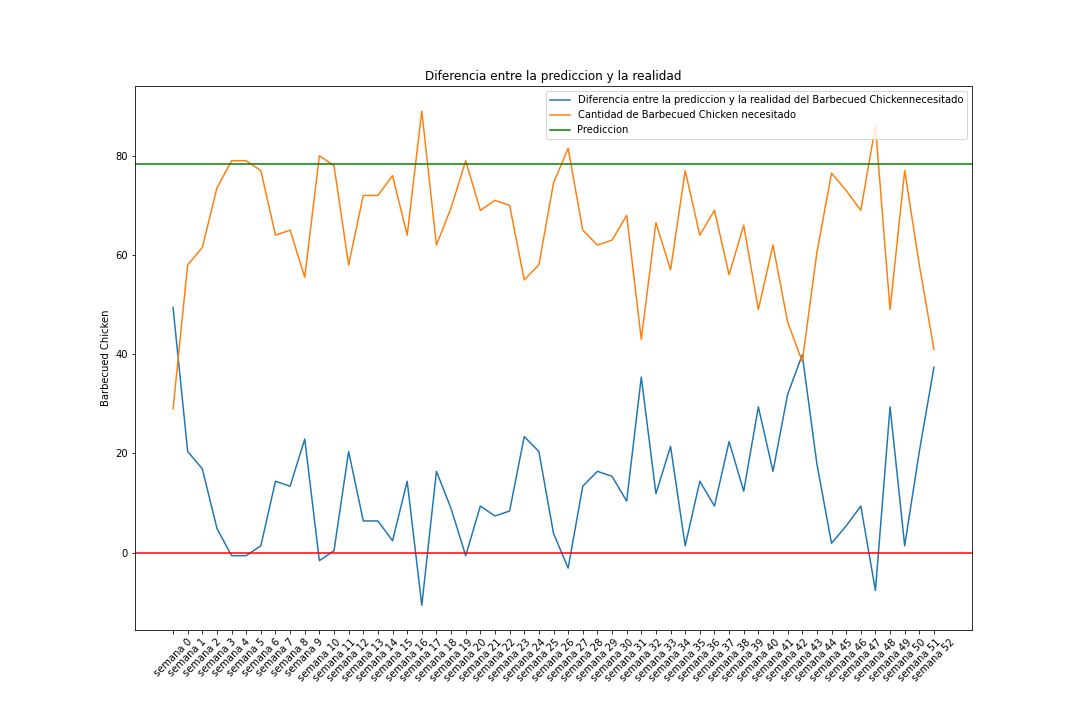 Diferencia entre la prediccion y la realidad
Diferencia entre la prediccion y la realidad del Barbecued Chickennecesitado
Cantidad de Barbecued Chicken necesitado
Prediccion
Barbecued Chicken
80
60
40
20
0
semana 0
semana 1
semana 2
semana 3
semana 4
semana 5
semana 6
semana 7
semana 8
semana 9
semana 10
semana 11
semana 12
semana 13
semana 14
semana 15
semana 16
semana 17
semana 18
semana 19
semana 20
semana 21
semana 22
semana 23
semana 24
semana 25
semana 26
semana 27
semana 28
semana 29
semana 30
semana 31
semana 32
semana 33
semana 34
semana 35
semana 36
semana 37
semana 38
semana 39
semana 40
semana 41
semana 42
semana 43
semana 44
semana 45
semana 46
semana 47
semana 48
semana 49
semana 50
semana 51
semana 52